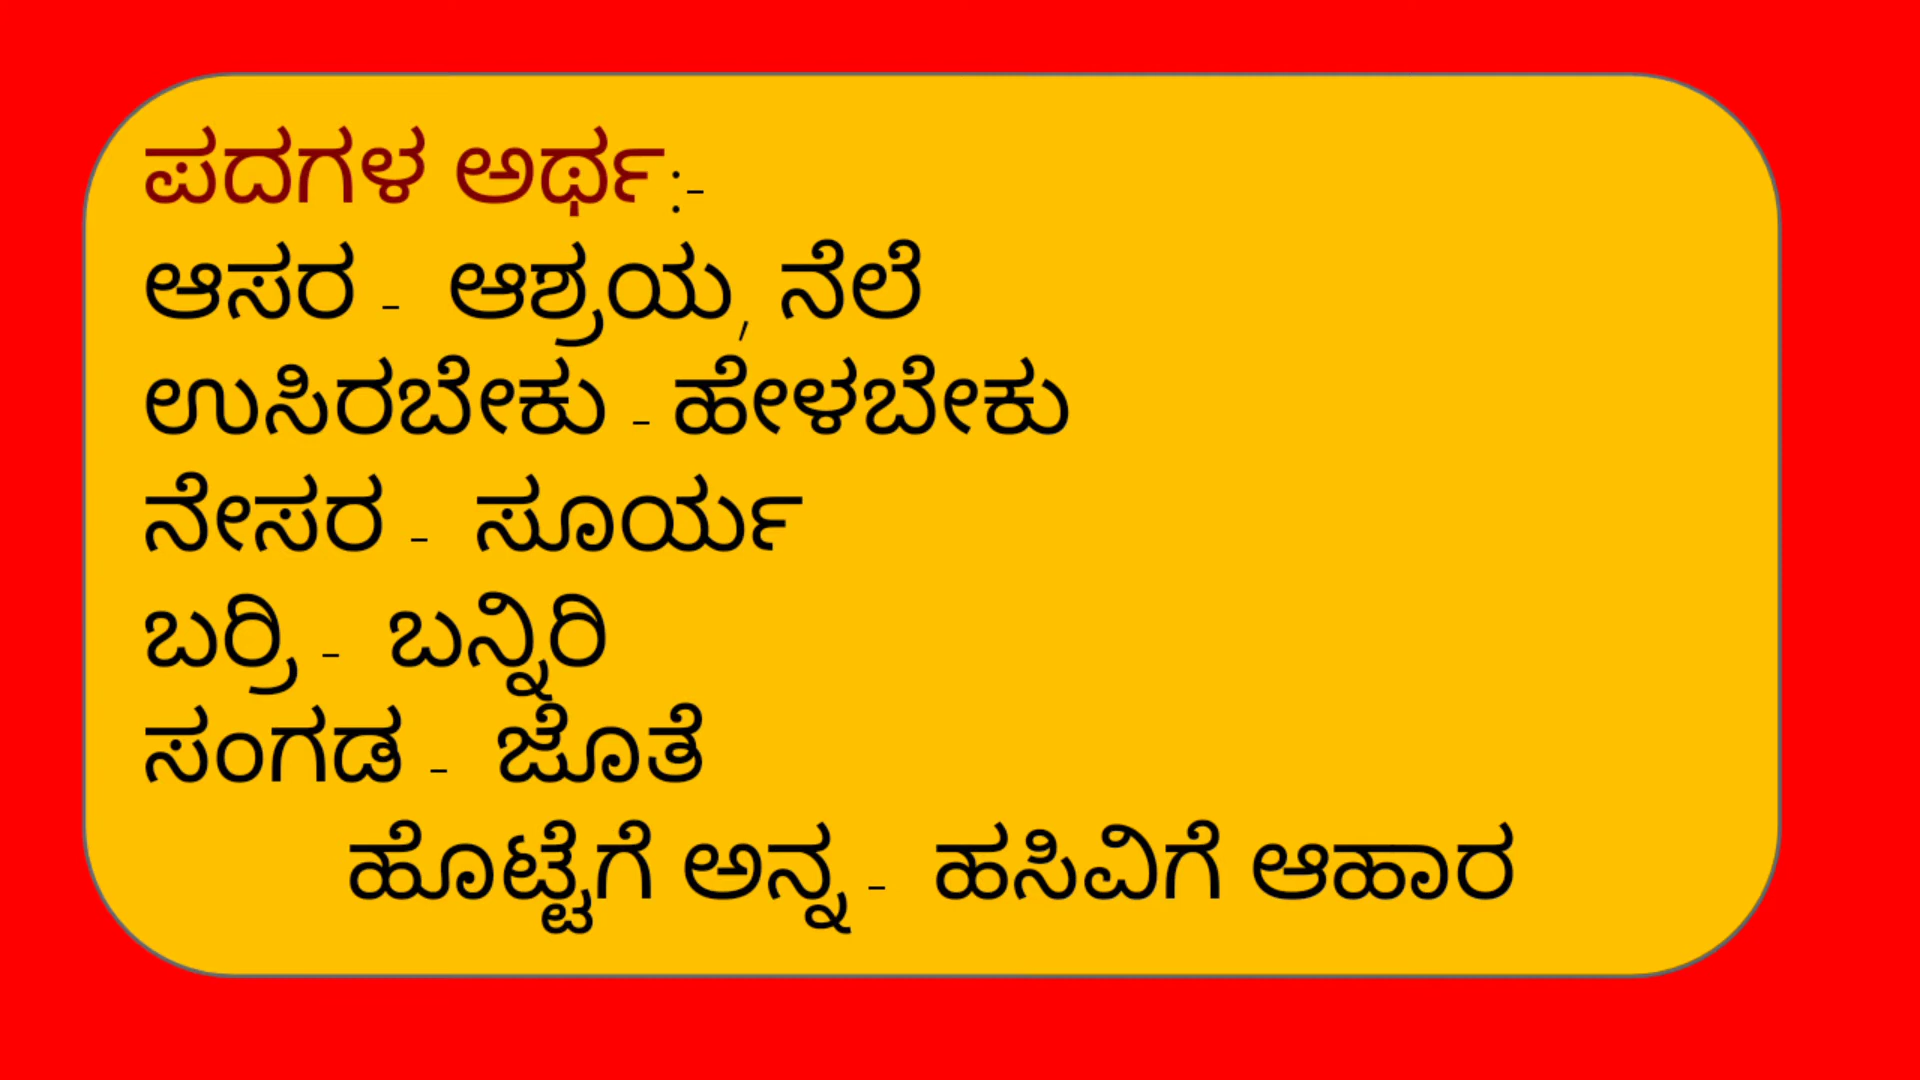 ಪದಗಳ ಅರ್ಥ:-
ಆಸರ - ಆಶ್ರಯ, ನೆಲೆ
ಉಸಿರಬೇಕು - ಹೇಳಬೇಕು
ನೇಸರ - ಸೂರ್ಯ
ಬರ್ರಿ - ಬನ್ನಿರಿ
ಸಂಗಡ - ಜೊತೆ
ಹೊಟ್ಟೆಗೆ ಅನ್ನ - ಹಸಿವಿಗೆ ಆಹಾರ